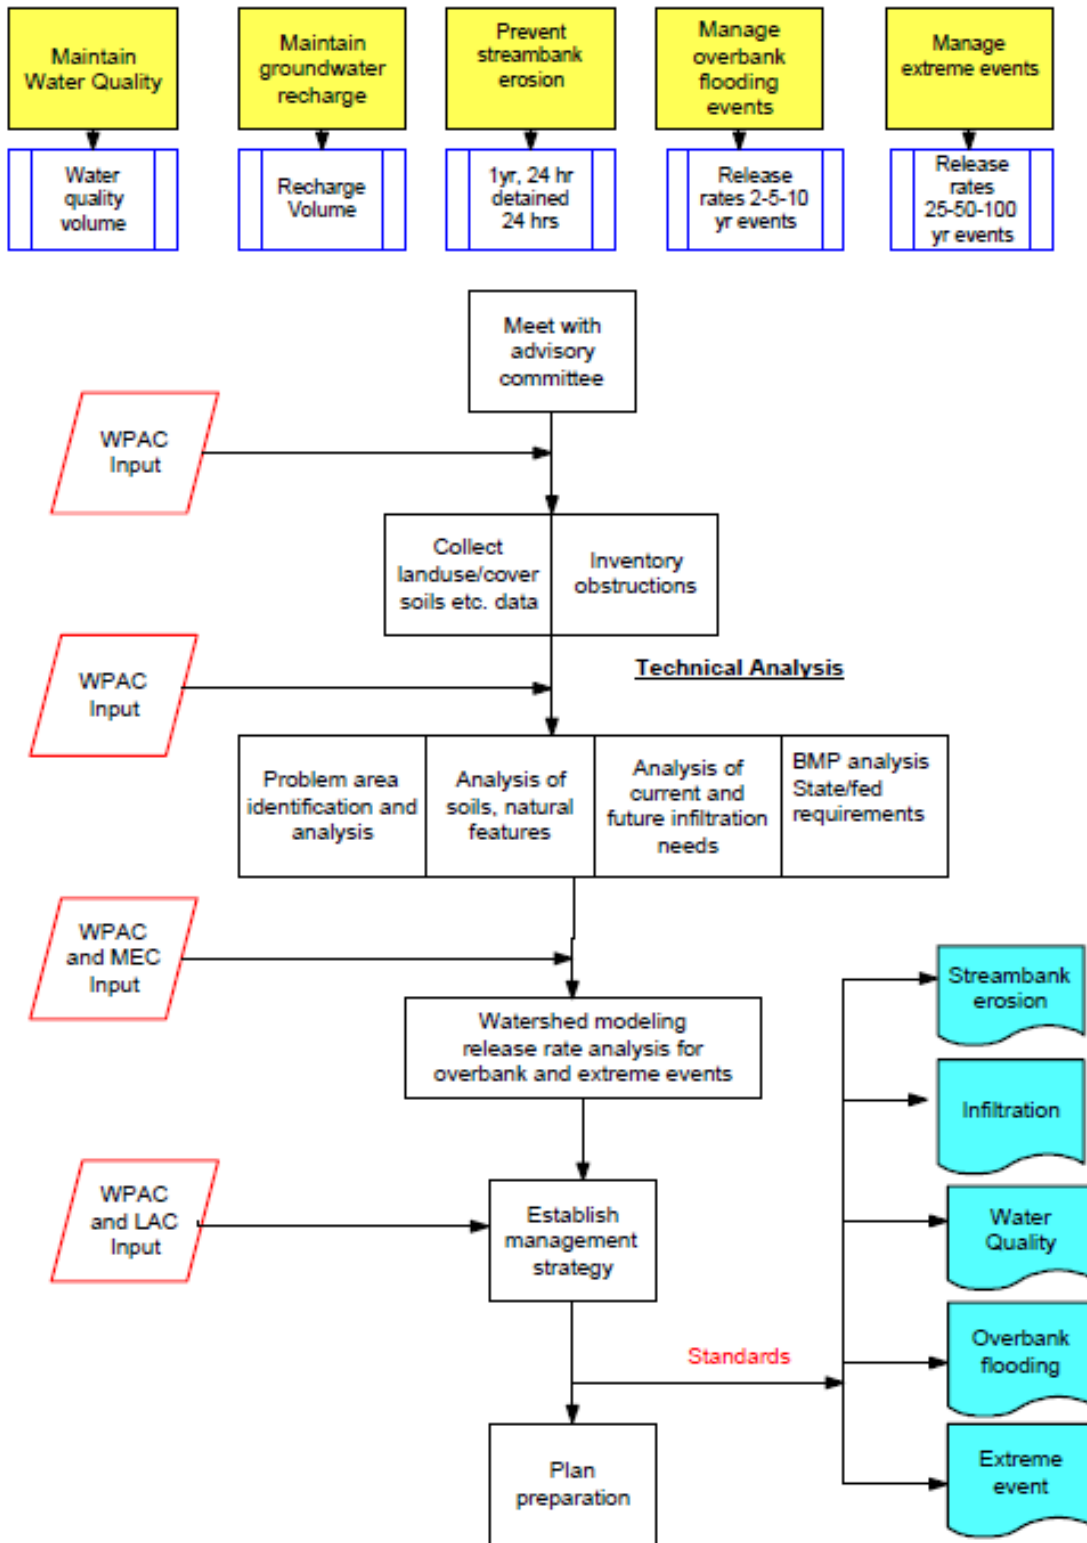 Maintain
Water Quality
Maintain
groundwater
recharge
Prevent
streambank
erosion
Manage
overbank
flooding
events
Manage
extreme events
Water
quality
volume
Recharge
Volume
1yr, 24 hr
detained
24 hrs
Release
rates 2-5-10
yr events
Release
rates
25-50-100
yr events
Meet with
advisory
committee
WPAC
Input
Collect
landuse/cover
soils etc. data
Inventory
obstructions
WPAC
Input
Technical Analysis
Problem area
identification and
analysis
Analysis of
soils, natural
features
Analysis of
current and
future infiltration
needs
BMP analysis
State/fed
requirements
WPAC
and MEC
Input
Watershed modeling
release rate analysis for
overbank and extreme events
WPAC
and LAC
Input
Establish
management
strategy
Standards
Plan
preparation
Streambank
erosion
Infiltration
Water
Quality
Overbank
flooding
Extreme
event